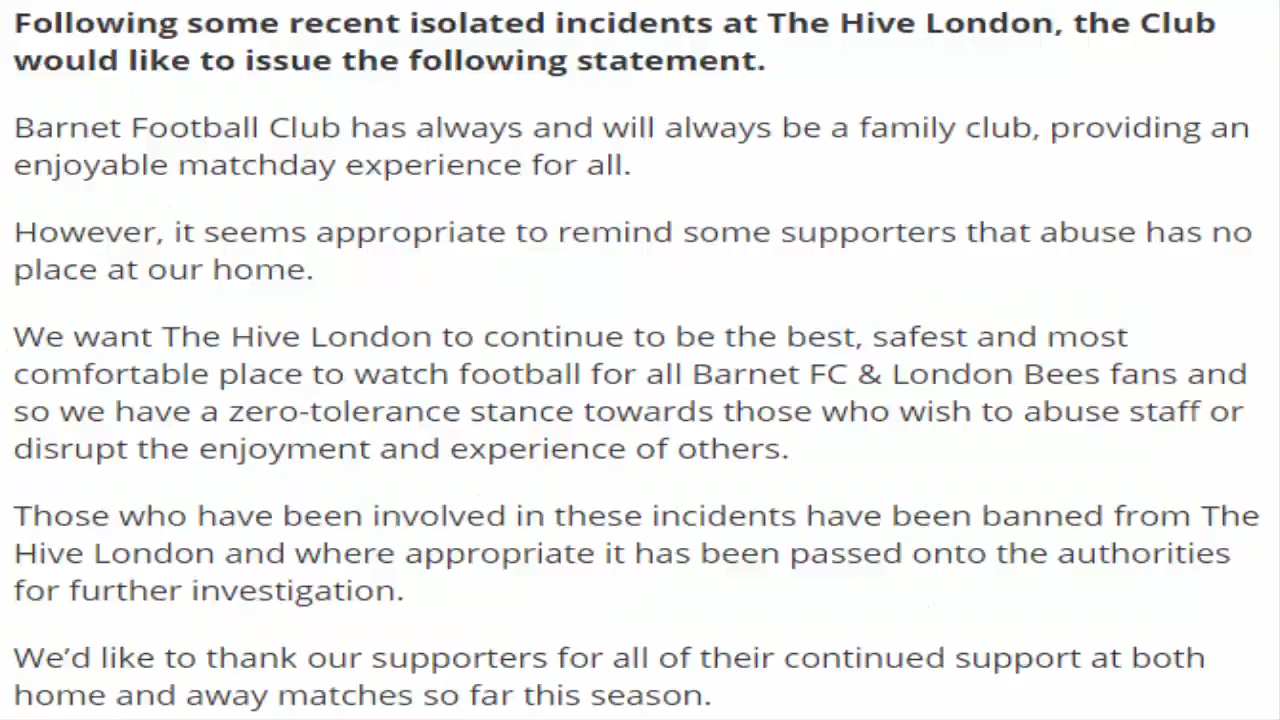 Following some recent isolated incidents at The Hive London, the Club
would like to issue the following statement.
Barnet Football Club has always and will always be a family club, providing an
enjoyable matchday experience for all.
However, it seems appropriate to remind some supporters that abuse has no
place at our home.
We want The Hive London to continue to be the best, safest and most
comfortable place to watch football for all Barnet FC & London Bees fans and
so we have a zero-tolerance stance towards those who wish to abuse staff or
disrupt the enjoyment and experience of others.
Those who have been involved in these incidents have been banned from The
Hive London and where appropriate it has been passed onto the authorities
for further investigation.
We’d like to thank our supporters for all of their continued support at both
home and away matches so far this season.